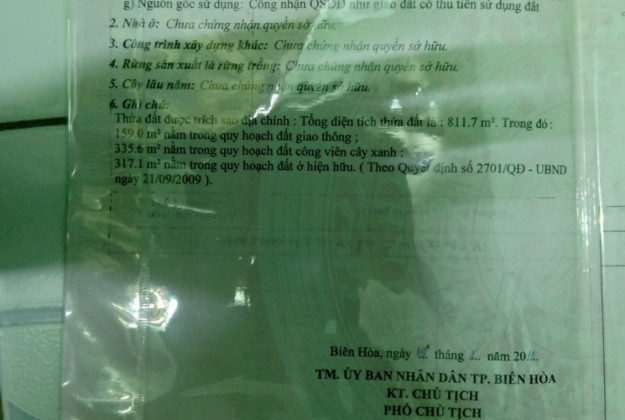 g) Nguồn gốc sử dụng: Công nhận QSDĐ như giao đất có thu tiền sử dụng đất
2. Nhà ở: Chưa chứng nhận quyền sở hữu.
3. Công trình xây dựng khác: Chưa chứng nhận quyền sở hữu.
4. Rừng sản xuất là rừng trồng: Chưa chứng nhận quyền sở hữu.
5. Cây lâu năm: Chưa chứng nhận quyền sở hữu.
6. Ghi chú:
Thửa đất được trích sao địa chính : Tổng diện tích thửa đất là : 811.7 m². Trong đó :
159.0 m² nằm trong quy hoạch đất giao thông ;
335.6 m² nằm trong quy hoạch đất công viên cây xanh ;
317.1 m² nằm trong quy hoạch đất ở hiện hữu. ( Theo Quyết định số 2701/QĐ - UBND
ngày 21/09/2009 ).
Biên Hòa, ngày tháng năm
TM. ỦY BAN NHÂN DÂN TP. BIÊN HÒA
KT. CHỦ TỊCH
PHÓ CHỦ TỊCH